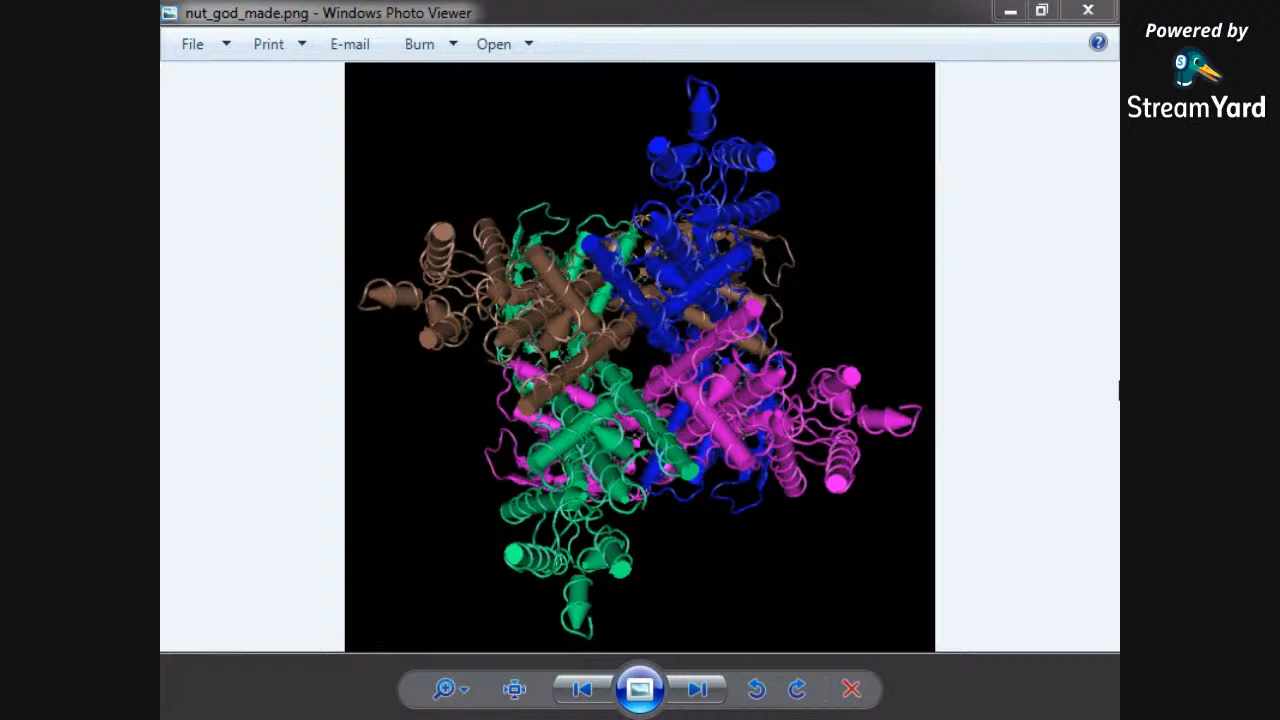 nut_god_made.png - Windows Photo Viewer
File Print E-mail Burn Open
Powered by
S
StreamYard